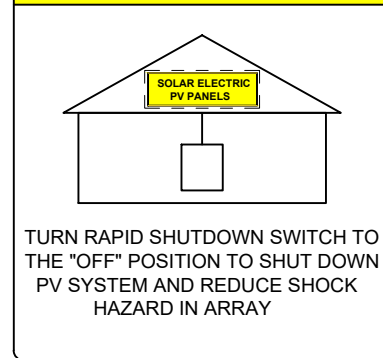 SOLAR ELECTRIC
PV PANELS
TURN RAPID SHUTDOWN SWITCH TO
THE "OFF" POSITION TO SHUT DOWN
PV SYSTEM AND REDUCE SHOCK
HAZARD IN ARRAY